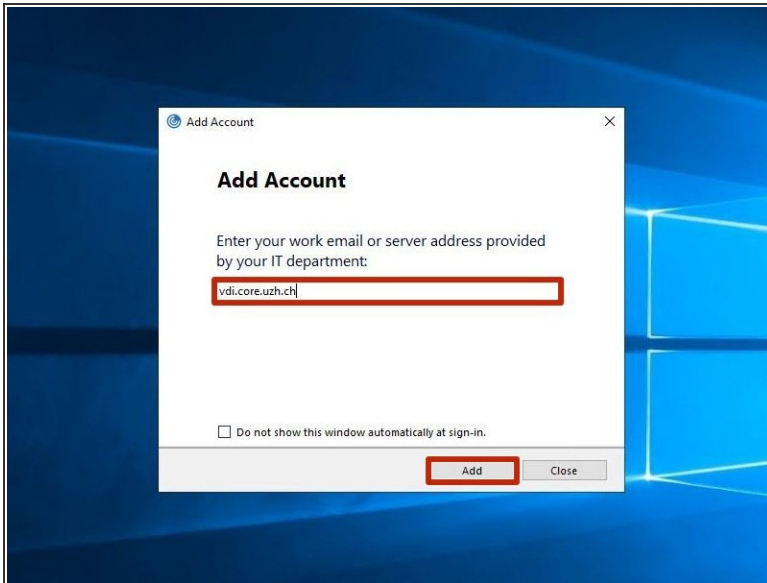 Add Account
Add Account
Enter your work email or server address provided
by your IT department:
vdi.core.uzh.ch
Do not show this window automatically at sign-in.
Add
Close